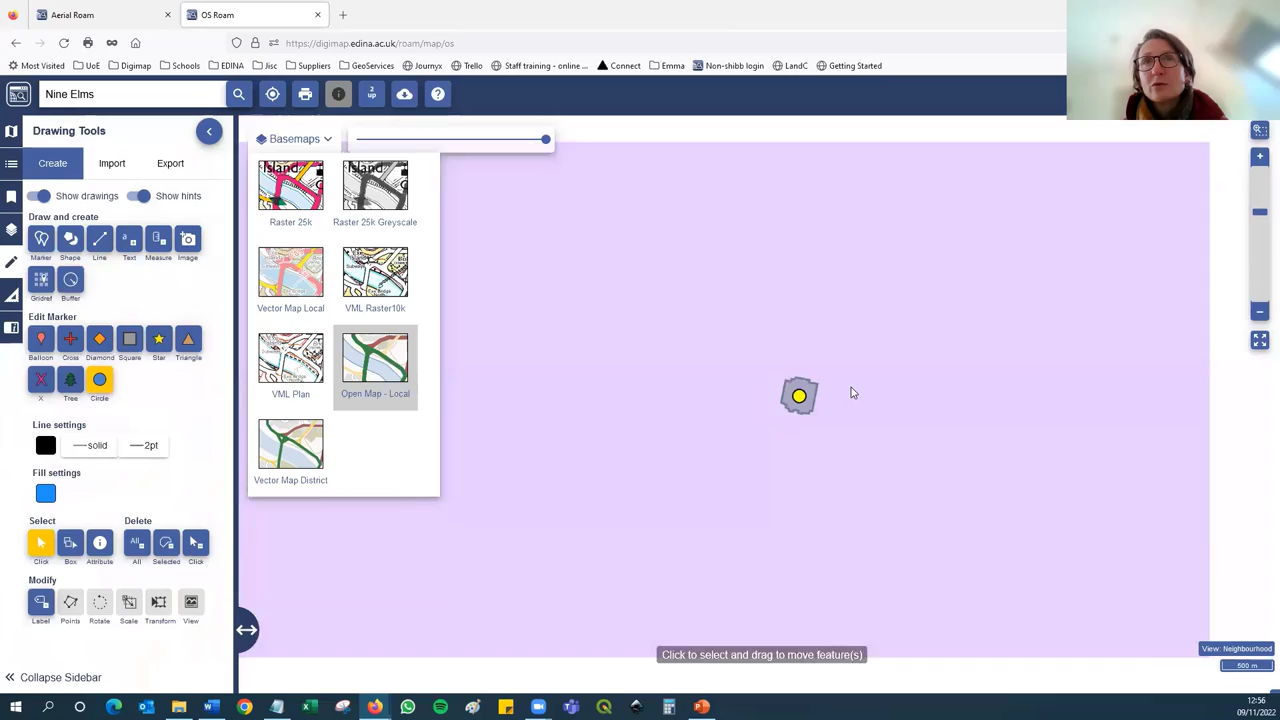 Aerial Roam
OS Roam
https://digimap.edina.ac.uk/roam/map/os
Most Visited
UoE
Digimap
Schools
EDINA
Jisc
Suppliers
GeoServices
Journyx
Trello
Staff training - online ...
Connect
Emma
Non-shibb login
LandC
Getting Started
Nine Elms
2
up
Drawing Tools
Create
Import
Export
Show drawings
Show hints
Draw and create
Marker
Shape
Line
Text
Measure
Image
Gridref
Buffer
Edit Marker
Balloon
Cross
Diamond
Square
Star
Triangle
X
Tree
Circle
Line settings
solid
2pt
Fill settings
Select
Delete
All
Click
Box
Attribute
All
Selected
Click
Modify
Label
Points
Rotate
Scale
Transform
View
Collapse Sidebar
Basemaps
Island
Island
Raster 25k
Raster 25k Greyscale
Vector Map Local
VML Raster10k
VML Plan
Open Map - Local
Vector Map District
Click to select and drag to move feature(s)
View: Neighbourhood
500 m
12:56
09/11/2022